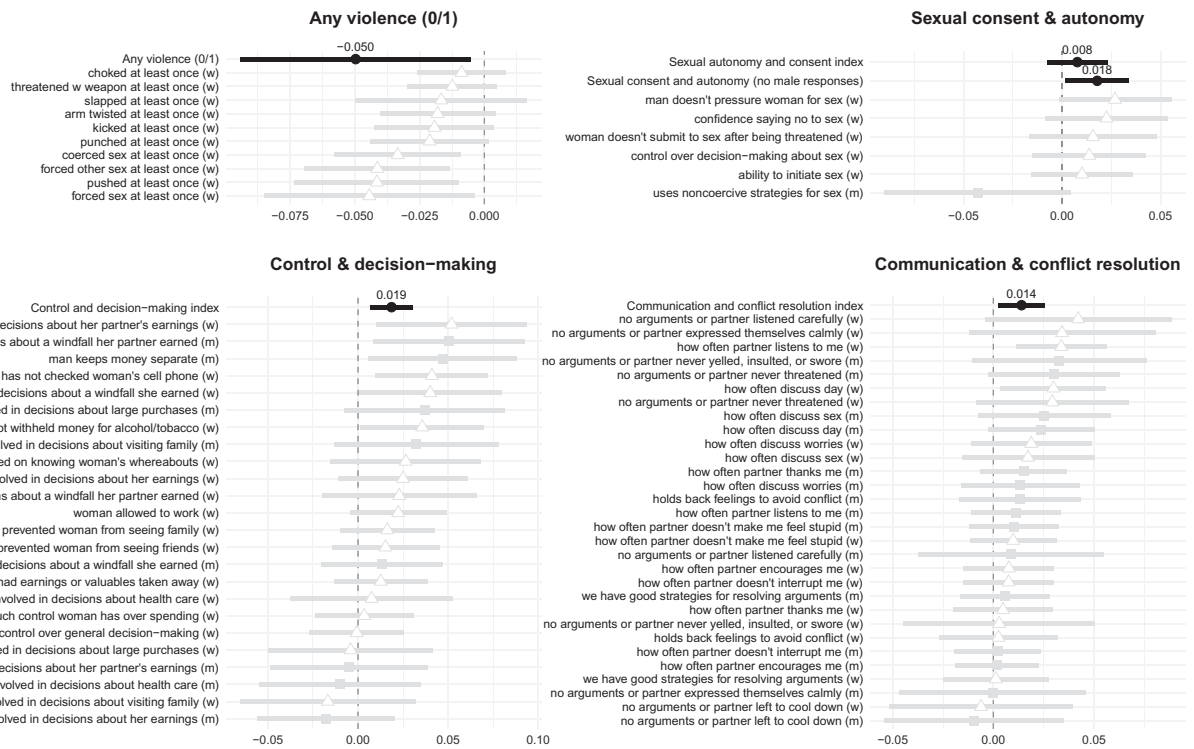 Any violence (0/1)
−0.050
Any violence (0/1)
choked at least once (w)
threatened w weapon at least once (w)
slapped at least once (w)
arm twisted at least once (w)
kicked at least once (w)
punched at least once (w)
coerced sex at least once (w)
forced other sex at least once (w)
pushed at least once (w)
forced sex at least once (w)
−0.075 −0.050 −0.025 0.000
Sexual consent & autonomy
0.008
Sexual autonomy and consent index
0.018
Sexual consent and autonomy (no male responses)
man doesn't pressure woman for sex (w)
confidence saying no to sex (w)
woman doesn't submit to sex after being threatened (w)
control over decision−making about sex (w)
ability to initiate sex (w)
uses noncoercive strategies for sex (m)
−0.05 0.00 0.05
Control & decision−making
0.019
Control and decision−making index
ecisions about her partner's earnings (w)
s about a windfall her partner earned (m)
man keeps money separate (m)
has not checked woman's cell phone (w)
decisions about a windfall she earned (w)
ed in decisions about large purchases (m)
ot withheld money for alcohol/tobacco (w)
olved in decisions about visiting family (m)
ed on knowing woman's whereabouts (w)
volved in decisions about her earnings (w)
ns about a windfall her partner earned (w)
woman allowed to work (w)
prevented woman from seeing family (w)
prevented woman from seeing friends (w)
decisions about a windfall she earned (m)
had earnings or valuables taken away (w)
nvolved in decisions about health care (w)
uch control woman has over spending (w)
control over general decision−making (w)
ed in decisions about large purchases (w)
ecisions about her partner's earnings (m)
nvolved in decisions about health care (m)
olved in decisions about visiting family (w)
volved in decisions about her earnings (m)
−0.05 0.00 0.05 0.10
Communication & conflict resolution
0.014
Communication and conflict resolution index
no arguments or partner listened carefully (w)
no arguments or partner expressed themselves calmly (w)
how often partner listens to me (w)
no arguments or partner never yelled, insulted, or swore (m)
no arguments or partner never threatened (m)
how often discuss day (w)
no arguments or partner never threatened (w)
how often discuss sex (m)
how often discuss day (m)
how often discuss worries (w)
how often discuss sex (w)
how often partner thanks me (m)
how often discuss worries (m)
holds back feelings to avoid conflict (m)
how often partner listens to me (m)
how often partner doesn't make me feel stupid (m)
how often partner doesn't make me feel stupid (w)
no arguments or partner listened carefully (m)
how often partner encourages me (w)
how often partner doesn't interrupt me (w)
we have good strategies for resolving arguments (m)
how often partner thanks me (w)
no arguments or partner never yelled, insulted, or swore (w)
holds back feelings to avoid conflict (w)
how often partner doesn't interrupt me (m)
how often partner encourages me (m)
we have good strategies for resolving arguments (w)
no arguments or partner expressed themselves calmly (m)
no arguments or partner left to cool down (w)
no arguments or partner left to cool down (m)
−0.05 0.00 0.05